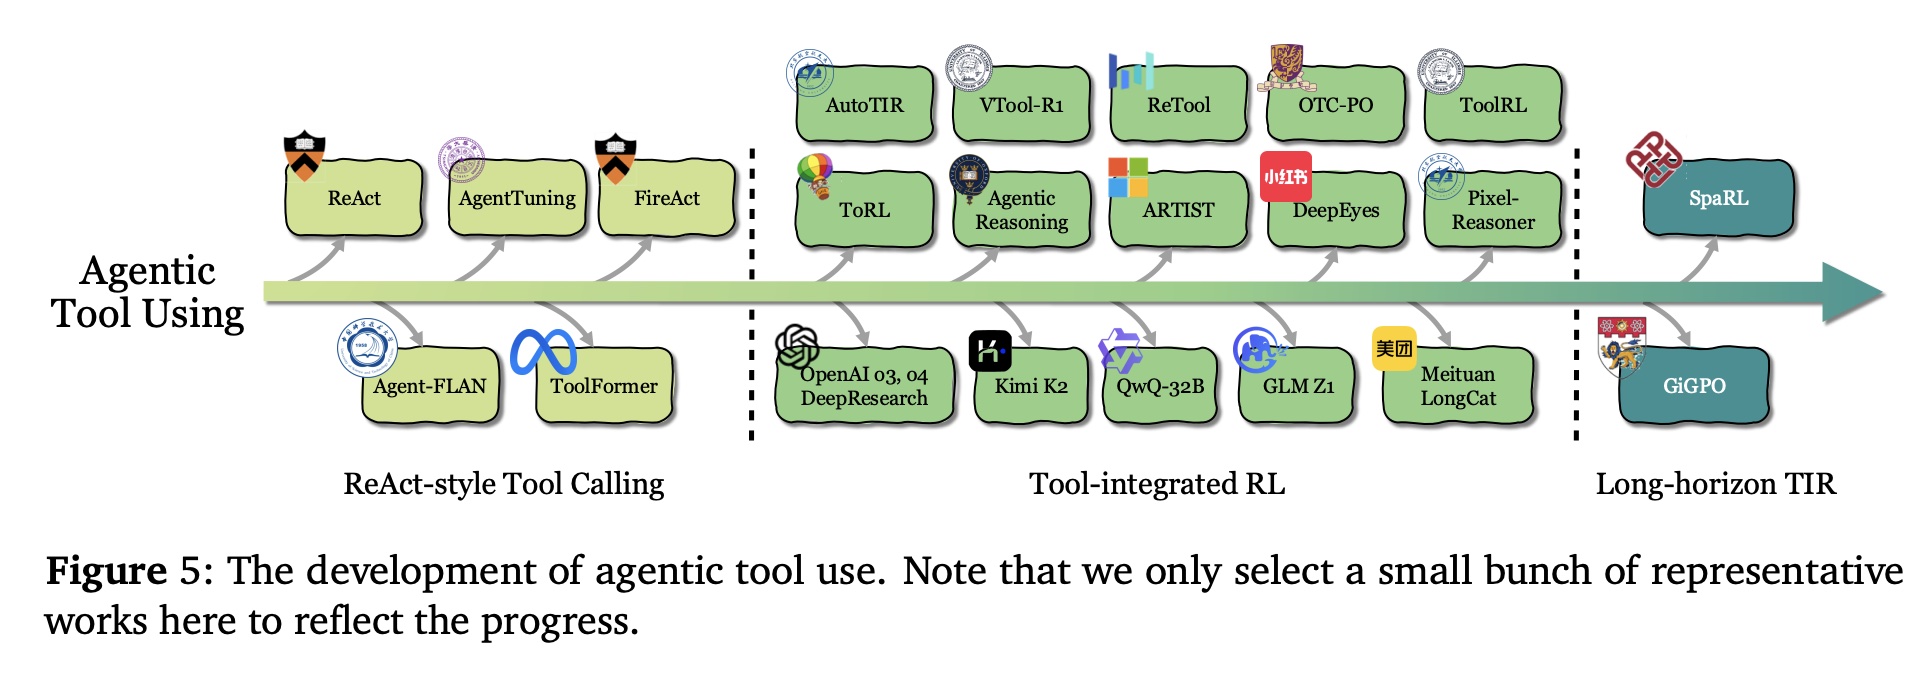 AutoTIR
VTool-R1
ReTool
OTC-PO
ToolRL
ReAct
AgentTuning
FireAct
ToRL
Agentic
Reasoning
ARTIST
小红书
DeepEyes
Pixel-
Reasoner
SpaRL
Agentic
Tool Using
1958
Agent-FLAN
ToolFormer
OpenAI o3, o4
DeepResearch
Kimi K2
QwQ-32B
GLM Z1
美团
Meituan
LongCat
GiGPO
ReAct-style Tool Calling
Tool-integrated RL
Long-horizon TIR
Figure 5: The development of agentic tool use. Note that we only select a small bunch of representative
works here to reflect the progress.